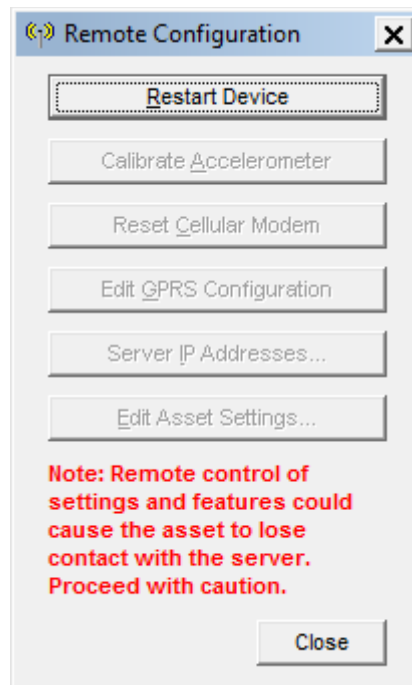 Remote Configuration
Restart Device
Calibrate Accelerometer
Reset Cellular Modem
Edit GPRS Configuration
Server IP Addresses...
Edit Asset Settings...
Note: Remote control of
settings and features could
cause the asset to lose
contact with the server.
Proceed with caution.
Close